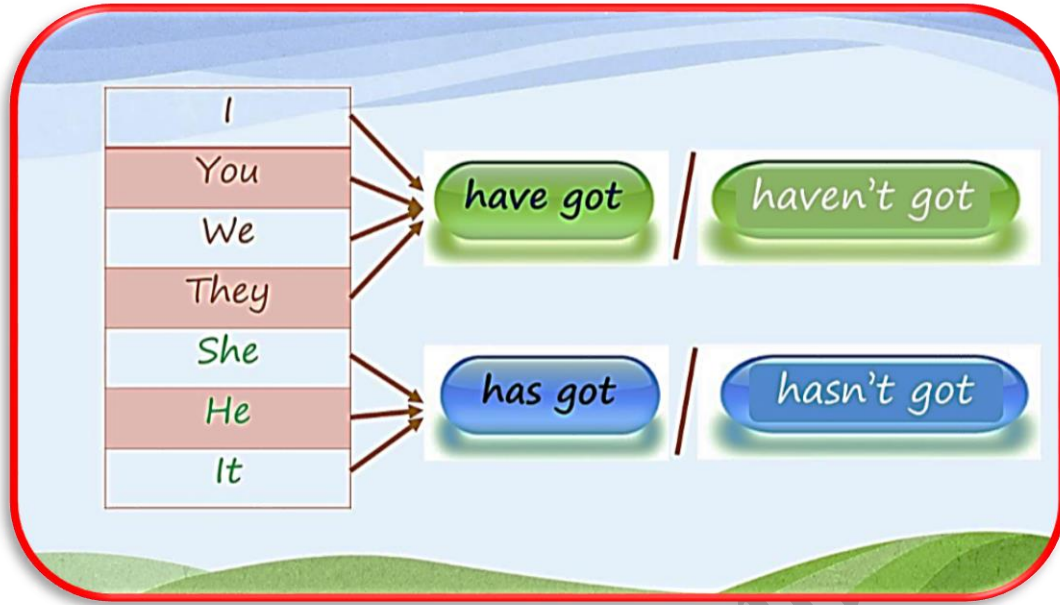 I
You
We
They
She
He
It
have got / haven't got
has got / hasn't got